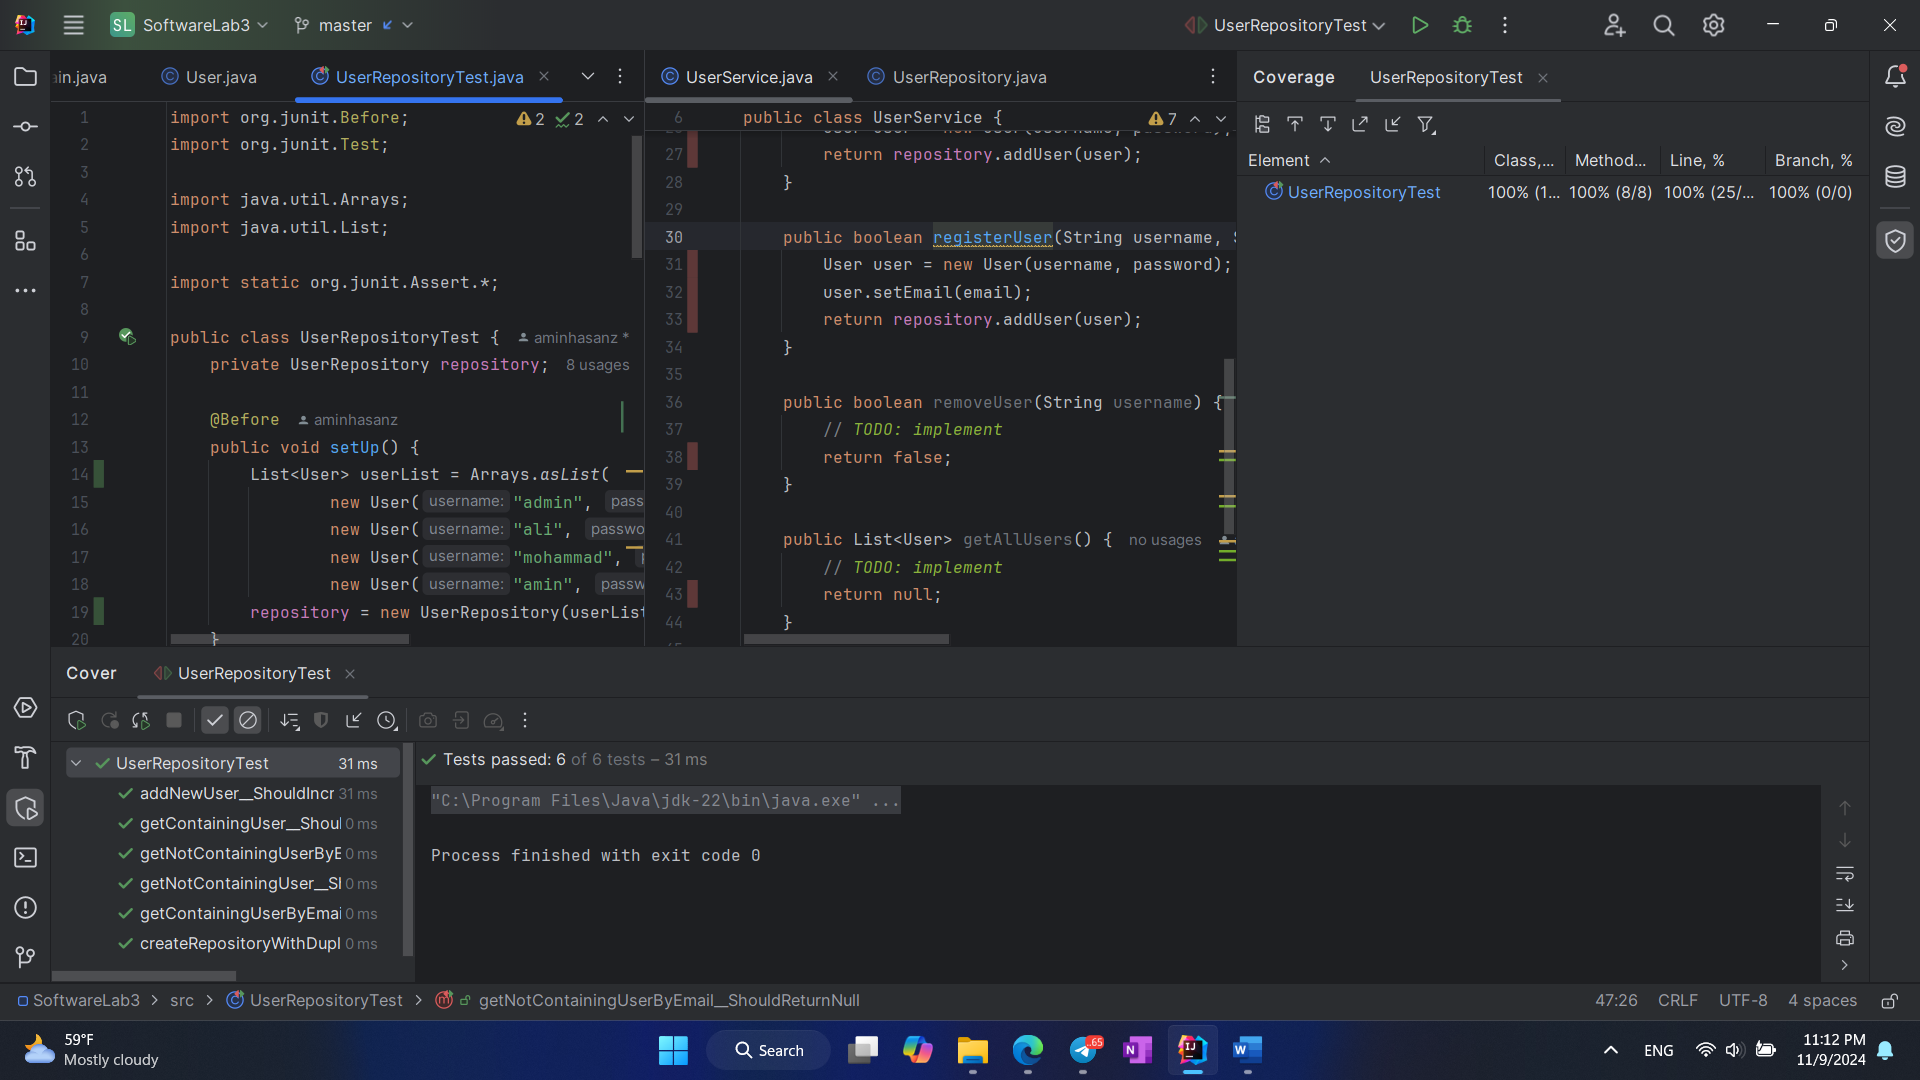 SL SoftwareLab3 master UserRepositoryTest
in.java User.java UserRepositoryTest.java
1 import org.junit.Before; 2 2
2 import org.junit.Test;
3
4 import java.util.Arrays;
5 import java.util.List;
6
7 import static org.junit.Assert.*;
8
9 public class UserRepositoryTest { aminhasanz *
10 private UserRepository repository; 8 usages
11
12 @Before aminhasanz
13 public void setUp() {
14 List<User> userList = Arrays.asList(
15 new User( username: "admin", pass
16 new User( username: "ali", passwo
17 new User( username: "mohammad", p
18 new User( username: "amin", passw
19 repository = new UserRepository(userList
20 }
UserService.java UserRepository.java
6 public class UserService { 7
27 return repository.addUser(user);
28 }
29
30 public boolean registerUser(String username, S
31 User user = new User(username, password);
32 user.setEmail(email);
33 return repository.addUser(user);
34 }
35
36 public boolean removeUser(String username) {
37 // TODO: implement
38 return false;
39 }
40
41 public List<User> getAllUsers() { no usages
42 // TODO: implement
43 return null;
44 }
Coverage UserRepositoryTest
Element Class,... Method... Line, % Branch, %
UserRepositoryTest 100% (1... 100% (8/8) 100% (25/... 100% (0/0)
Cover UserRepositoryTest
UserRepositoryTest 31 ms
addNewUser__ShouldIncr 31 ms
getContainingUser__Shoul 0 ms
getNotContainingUserByE 0 ms
getNotContainingUser__Sl 0 ms
getContainingUserByEmai 0 ms
createRepositoryWithDupl 0 ms
Tests passed: 6 of 6 tests – 31 ms
"C:\Program Files\Java\jdk-22\bin\java.exe" ...
Process finished with exit code 0
SoftwareLab3 > src > UserRepositoryTest > getNotContainingUserByEmail__ShouldReturnNull 47:26 CRLF UTF-8 4 spaces
59°F
Mostly cloudy
Search
.65
ENG
11:12 PM
11/9/2024